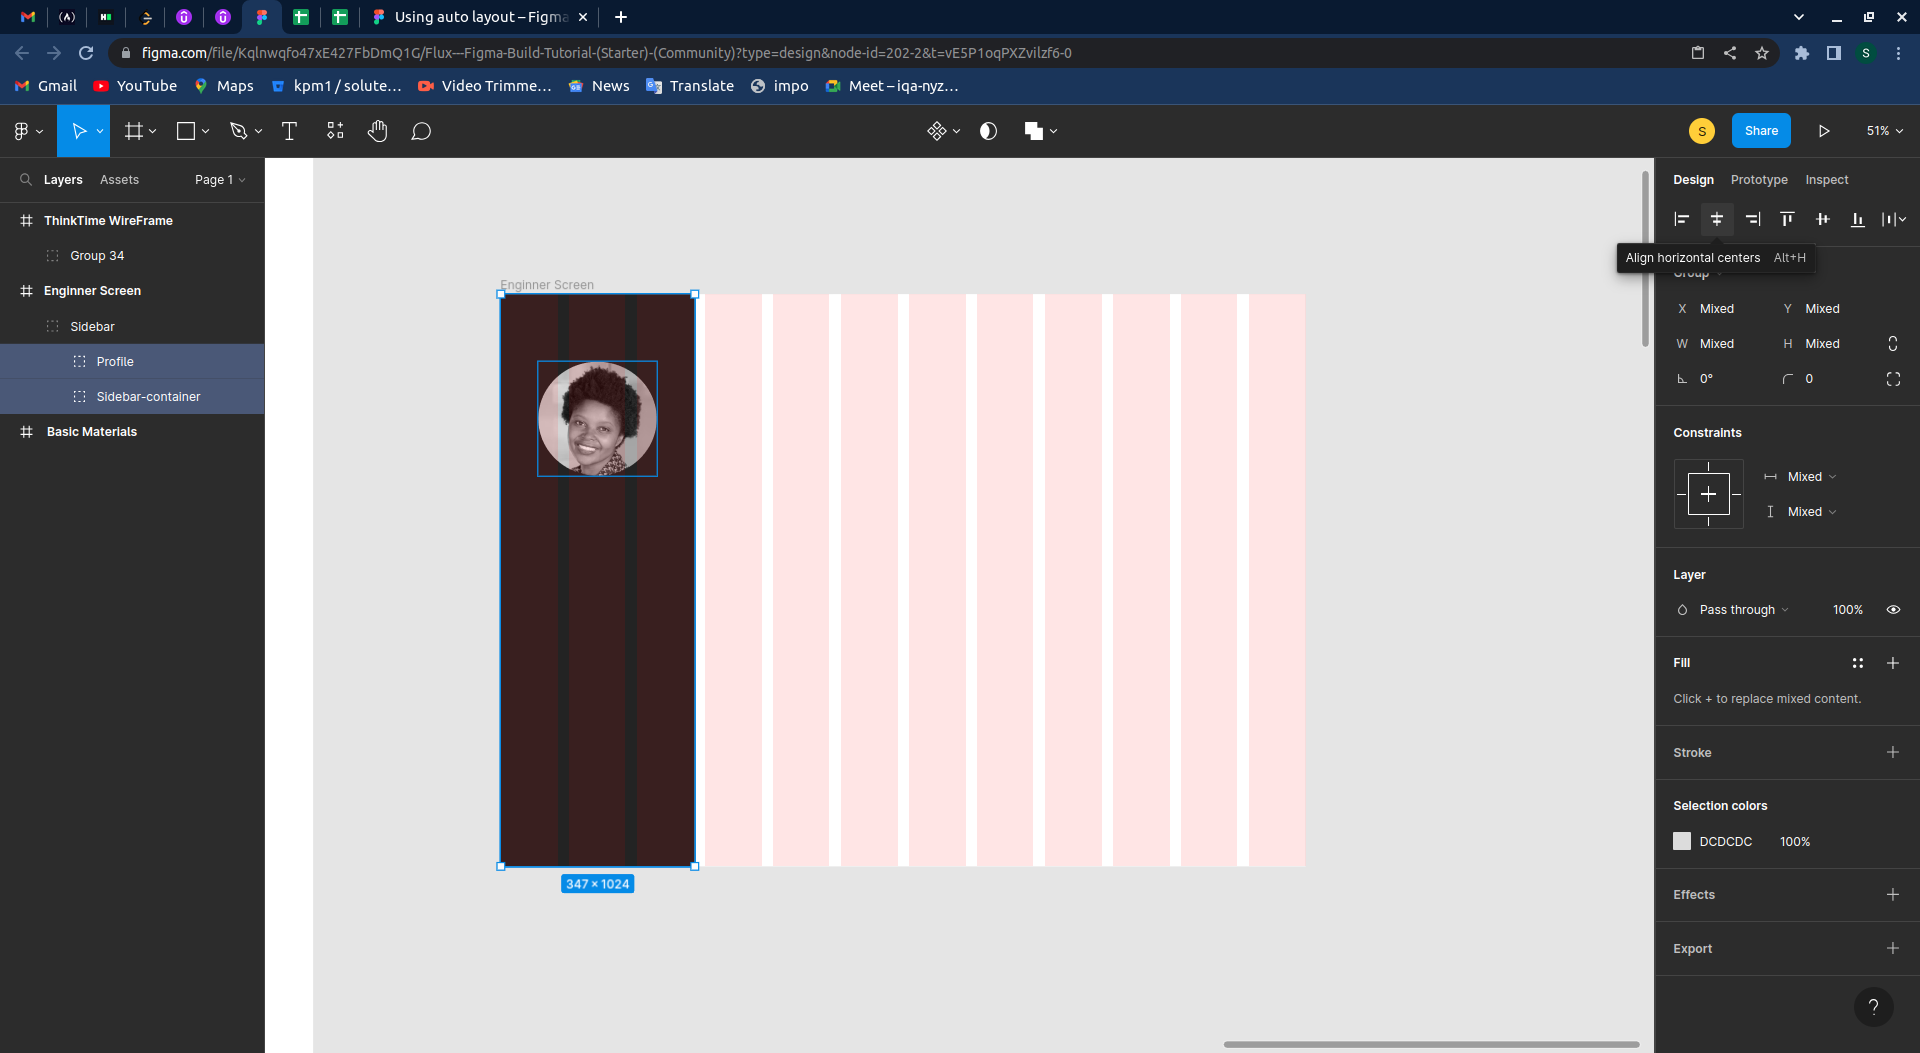 Using auto layout – Figma
figma.com/file/Kqlnwqfo47xE427FbDmQ1G/Flux---Figma-Build-Tutorial-(Starter)-(Community)?type=design&node-id=202-2&t=vE5P1oqPXZvilzf6-0
S
Gmail
YouTube
Maps
kpm1 / solute…
Video Trimme…
News
Translate
impo
Meet – iqa-nyz…
S
Share
51%
Layers
Assets
Page 1
ThinkTime WireFrame
Group 34
Enginner Screen
Sidebar
Profile
Sidebar-container
Basic Materials
Enginner Screen
347 × 1024
Design
Prototype
Inspect
Align horizontal centers Alt+H
Group
X Mixed
Y Mixed
W Mixed
H Mixed
0°
0
Constraints
Mixed
Mixed
Layer
Pass through
100%
Fill
Click + to replace mixed content.
Stroke
Selection colors
DCDCDC
100%
Effects
Export
?